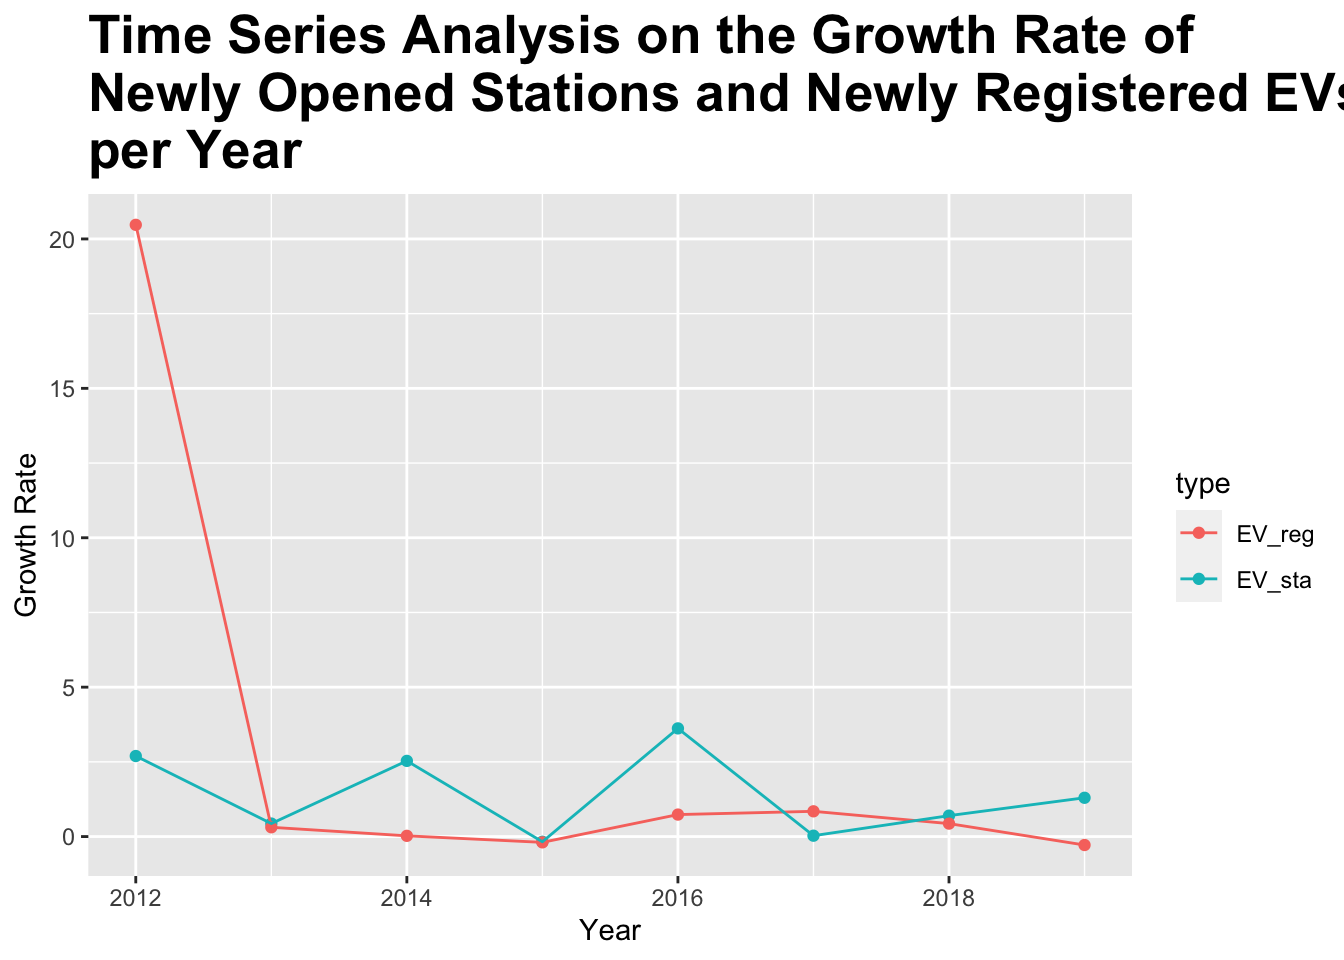 Time Series Analysis on the Growth Rate of
Newly Opened Stations and Newly Registered EVs
per Year
20
15
10
5
0
Growth Rate
2012
2014
2016
2018
Year
type
EV_reg
EV_sta